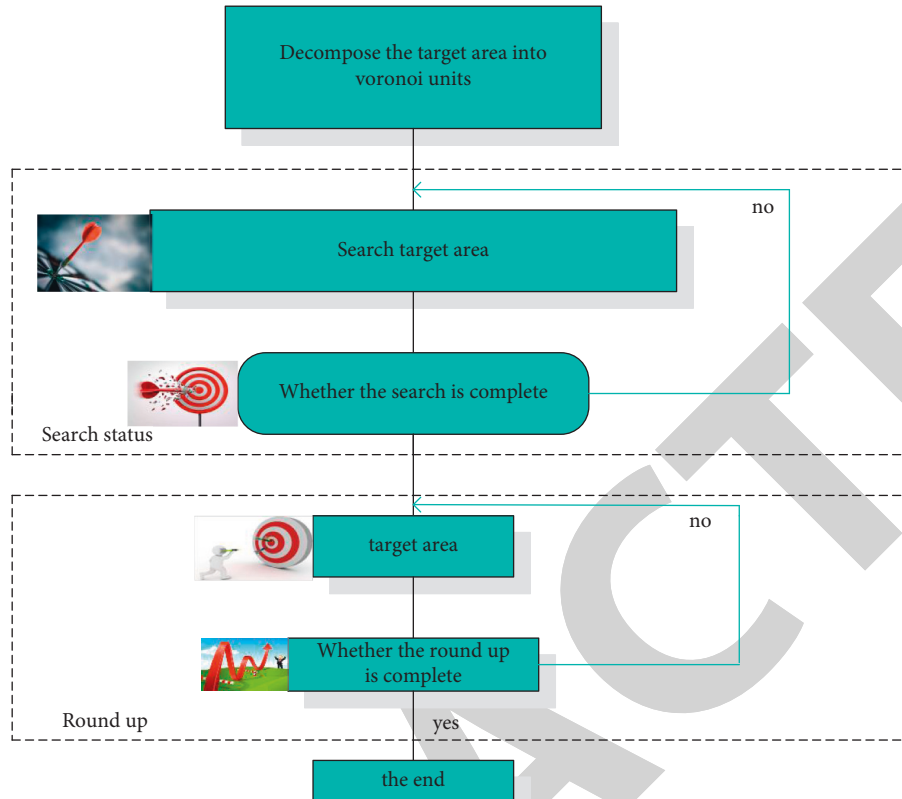 Decompose the target area into
voronoi units
no
Search target area
Whether the search is complete
Search status
no
target area
Whether the round up
is complete
Round up
yes
the end